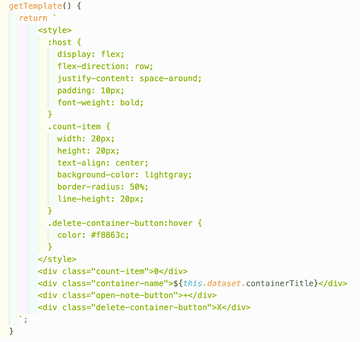 getTemplate() {
return `
<style>
:host {
display: flex;
flex-direction: row;
justify-content: space-around;
padding: 10px;
font-weight: bold;
}
.count-item {
width: 20px;
height: 20px;
text-align: center;
background-color: lightgray;
border-radius: 50%;
line-height: 20px;
}
.delete-container-button:hover {
color: #f8863c;
}
</style>
<div class="count-item">0</div>
<div class="container-name">${this.dataset.containerTitle}</div>
<div class="open-note-button">+</div>
<div class="delete-container-button">X</div>
`;
}